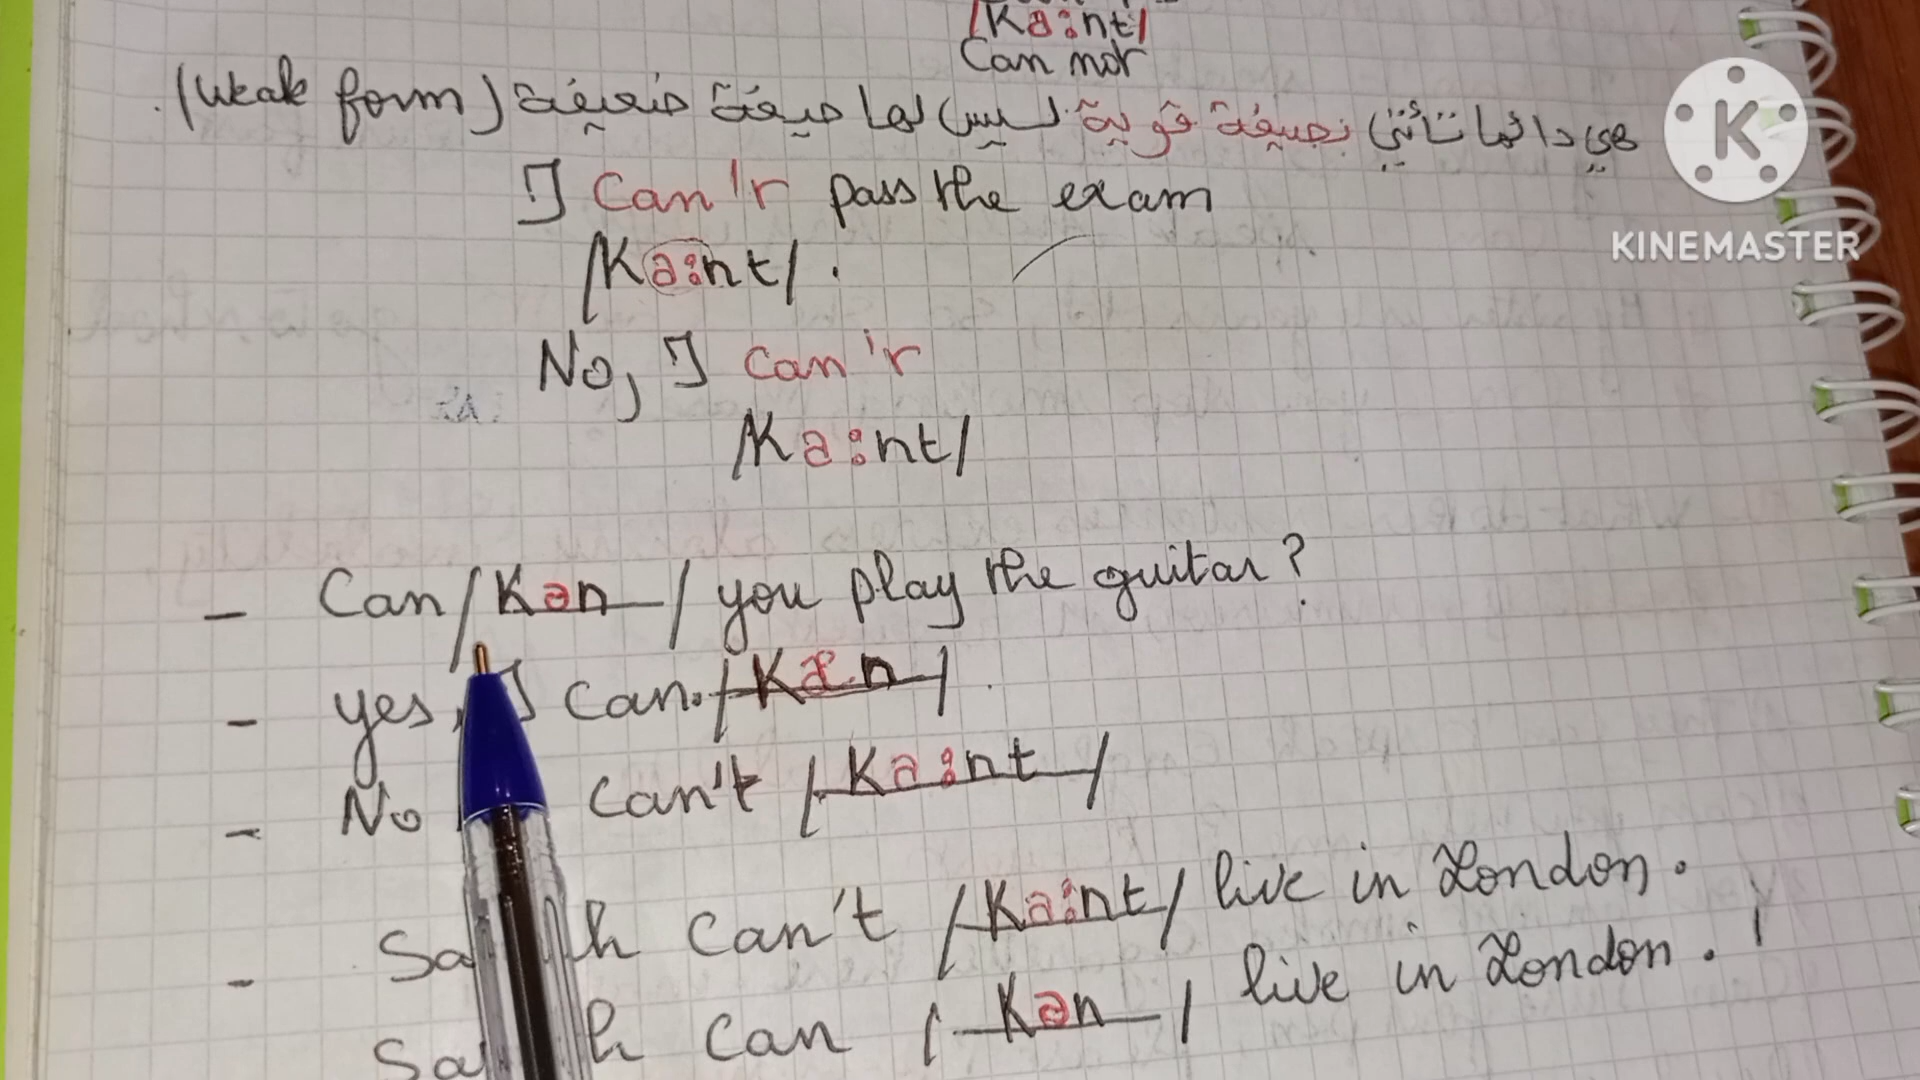 /Ka:nt/
Can not
هي دائما تأتي بصيغة قوية ليس لها صيغة ضعيفة (weak form).
I Can't pass the exam
/Ka:nt/.
No, I can't
/Ka:nt/
- Can /Kən/ you play the guitar?
- yes, I can. /Kæn/
- No can't /Ka:nt/
- Sa h can't /Ka:nt/ live in London.
Sa h can /Kən/ live in London.
K
KINEMASTER